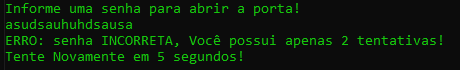 Informe uma senha para abrir a porta!
asudsauhuhdsausa
ERRO: senha INCORRETA, Você possui apenas 2 tentativas!
Tente Novamente em 5 segundos!